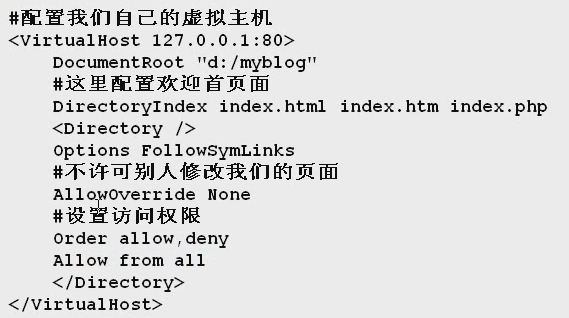 #配置我们自己的虚拟主机
<VirtualHost 127.0.0.1:80>
    DocumentRoot "d:/myblog"
    #这里配置欢迎首页面
    DirectoryIndex index.html index.htm index.php
    <Directory />
    Options FollowSymLinks
    #不许可别人修改我们的页面
    AllowOverride None
    #设置访问权限
    Order allow,deny
    Allow from all
    </Directory>
</VirtualHost>